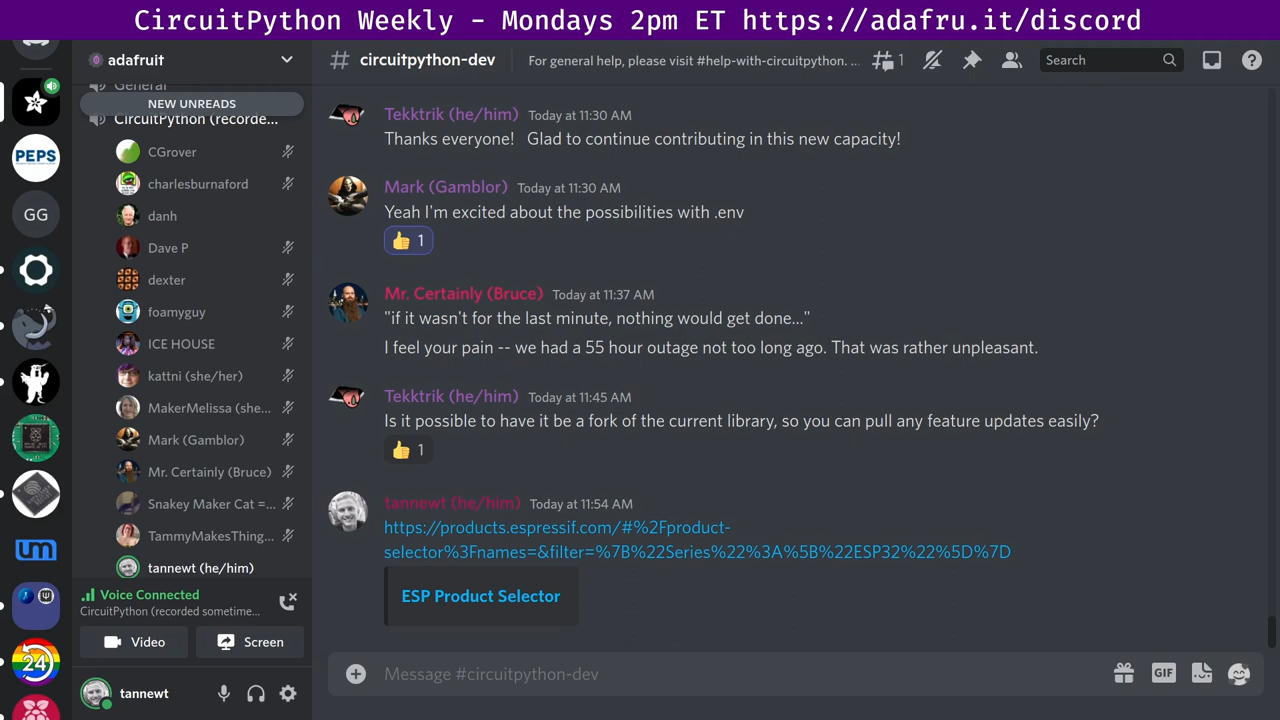 CircuitPython Weekly - Mondays 2pm ET https://adafru.it/discord
adafruit
General
NEW UNREADS
CircuitPython (recorde...
CGrover
charlesburnaford
danh
Dave P
dexter
foamyguy
ICE HOUSE
kattni (she/her)
MakerMelissa (she...
Mark (Gamblor)
Mr. Certainly (Bruce)
Snakey Maker Cat =...
TammyMakesThing...
tannewt (he/him)
Voice Connected
CircuitPython (recorded sometime...
Video
Screen
tannewt
PEPS
GG
24
# circuitpython-dev
For general help, please visit #help-with-circuitpython. ...
1
Search
Tekktrik (he/him) Today at 11:30 AM
Thanks everyone! Glad to continue contributing in this new capacity!
Mark (Gamblor) Today at 11:30 AM
Yeah I'm excited about the possibilities with .env
1
Mr. Certainly (Bruce) Today at 11:37 AM
"if it wasn't for the last minute, nothing would get done..."
I feel your pain -- we had a 55 hour outage not too long ago. That was rather unpleasant.
Tekktrik (he/him) Today at 11:45 AM
Is it possible to have it be a fork of the current library, so you can pull any feature updates easily?
1
tannewt (he/him) Today at 11:54 AM
https://products.espressif.com/#%2Fproduct-
selector%3Fnames=&filter=%7B%22Series%22%3A%5B%22ESP32%22%5D%7D
ESP Product Selector
Message #circuitpython-dev
GIF